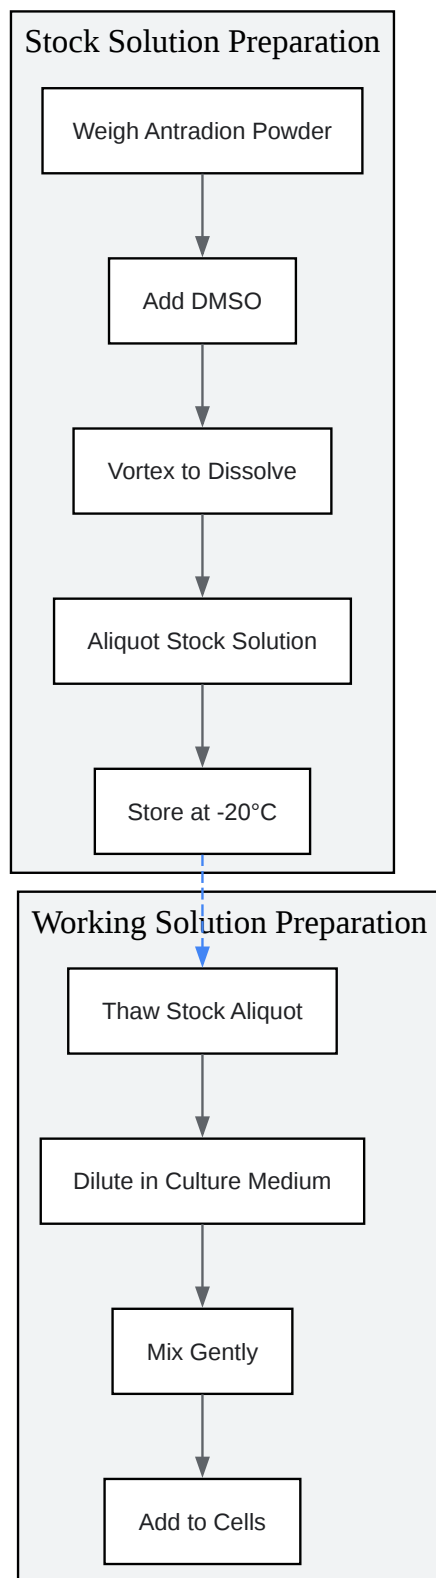 Stock Solution Preparation
Weigh Antradion Powder
Add DMSO
Vortex to Dissolve
Aliquot Stock Solution
Store at -20°C
Working Solution Preparation
Thaw Stock Aliquot
Dilute in Culture Medium
Mix Gently
Add to Cells